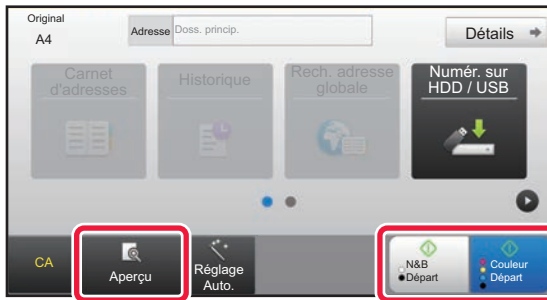 Original
A4
Adresse
Doss. princip.
Détails
Carnet
d'adresses
Historique
Rech. adresse
globale
Numér. sur
HDD / USB
CA
Aperçu
Réglage
Auto.
N&B
Départ
Couleur
Départ